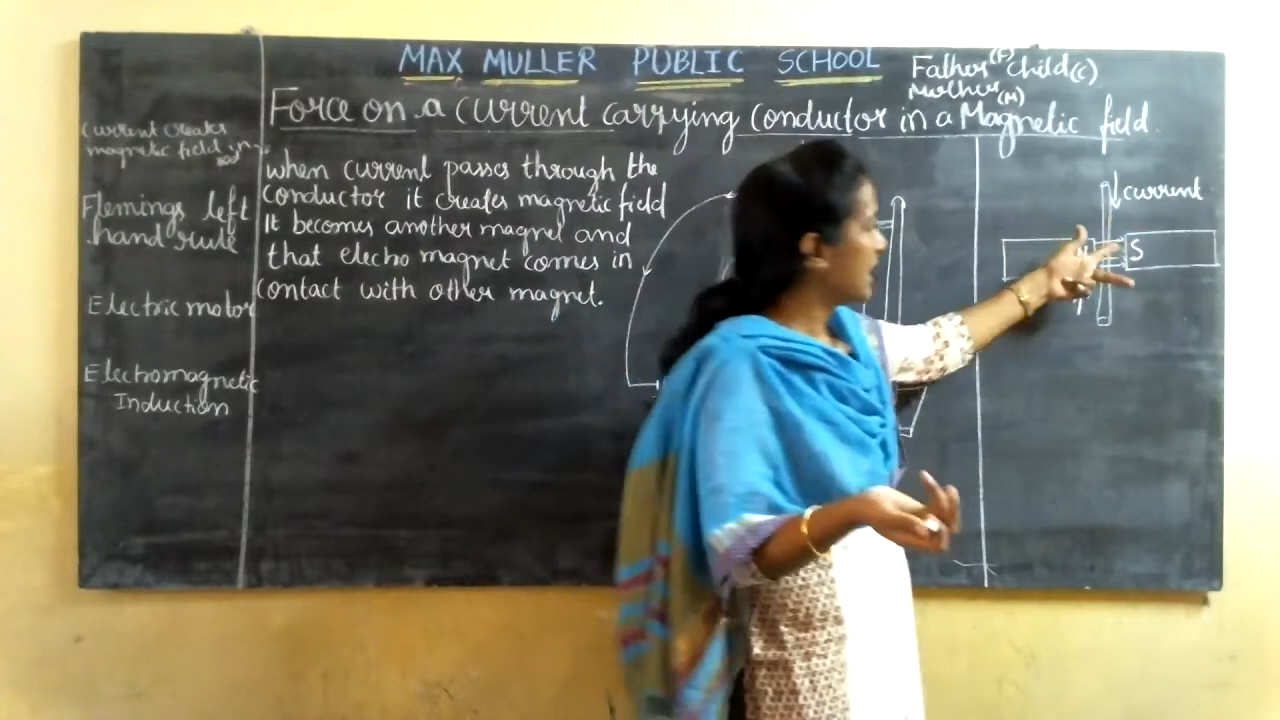 MAX MULLER PUBLIC SCHOOL
Father (F) Child (C)
Mother (M)
Force on a current carrying conductor in a Magnetic field
Current creates
magnetic field in
Flemings left
hand rule
Electric motor
Electromagnetic
Induction
when current passes through the
conductor it creates magnetic field
It becomes another magnet and
that electro magnet comes in
contact with other magnet.
current
S